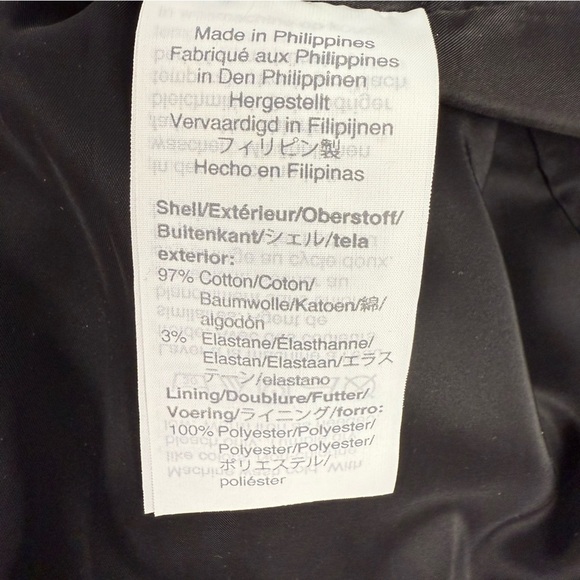 Made in Philippines
Fabriqué aux Philippines
in Den Philippinen
Hergestellt
Vervaardigd in Filipijnen
フィリピン製
Hecho en Filipinas
Shell/Extérieur/Oberstoff/
Buitenkant/シェル/tela
exterior:
97% Cotton/Coton/
Baumwolle/Katoen/綿/
algodón
3% Elastane/Élasthanne/
Elastan/Elastaan/エラス
テーン/elastano
Lining/Doublure/Futter/
Voering/ライニング/forro:
100% Polyester/Polyester/
Polyester/Polyester/
ポリエステル/
poliéster